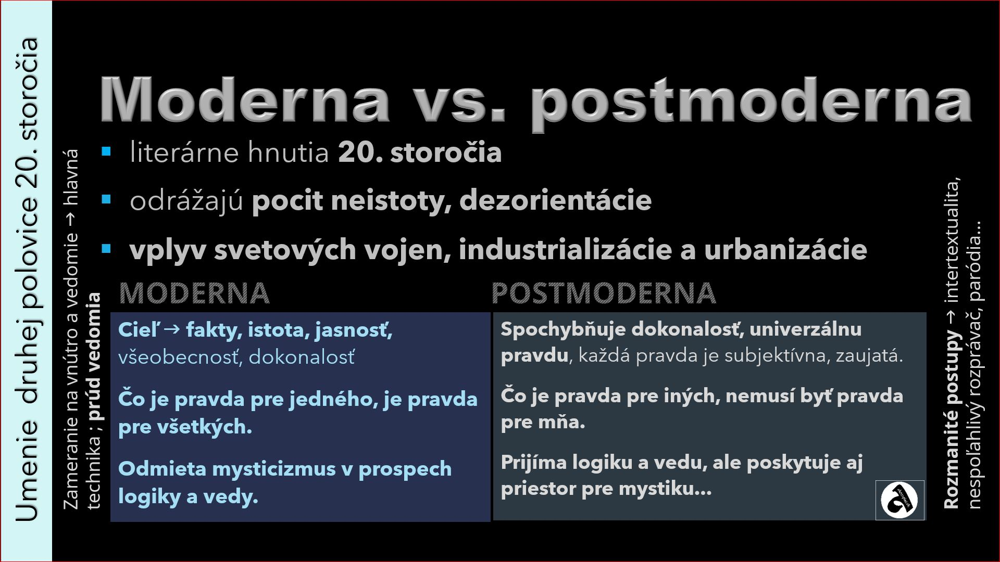 Umenie druhej polovice 20. storočia
Moderna vs. postmoderna
literárne hnutia 20. storočia
odrážajú pocit neistoty, dezorientácie
vplyv svetových vojen, industrializácie a urbanizácie
Zameranie na vnútro a vedomie → hlavná
technika ; prúd vedomia
MODERNA
Cieľ → fakty, istota, jasnosť,
všeobecnosť, dokonalosť
Čo je pravda pre jedného, je pravda
pre všetkých.
Odmieta mysticizmus v prospech
logiky a vedy.
POSTMODERNA
Spochybňuje dokonalosť, univerzálnu
pravdu, každá pravda je subjektívna, zaujatá.
Čo je pravda pre iných, nemusí byť pravda
pre mňa.
Prijíma logiku a vedu, ale poskytuje aj
priestor pre mystiku...
Rozmanité postupy → intertextualita,
nespoľahlivý rozprávač, paródia...